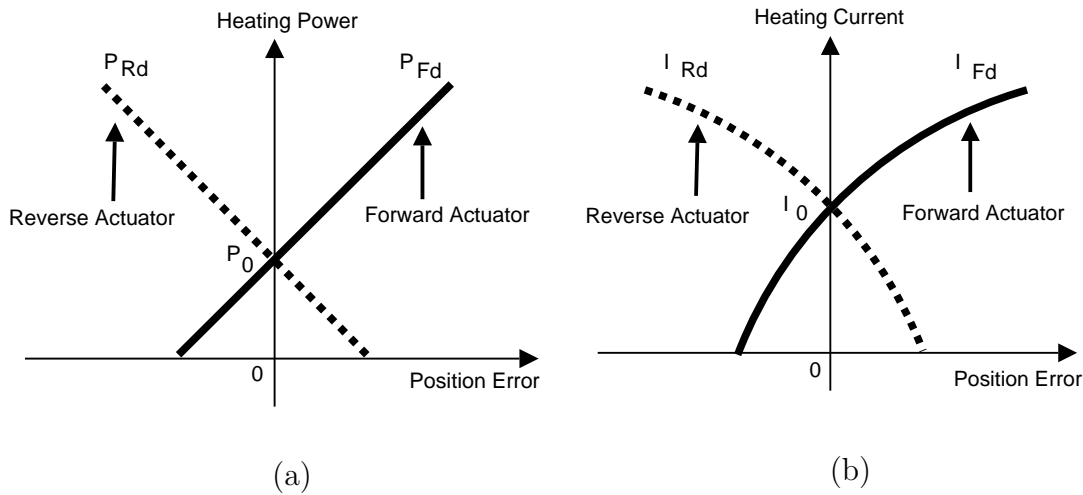 Heating Power
P Rd
P Fd
Reverse Actuator
Forward Actuator
P 0
0
Position Error
(a)
Heating Current
I Rd
I Fd
Reverse Actuator
Forward Actuator
I 0
0
Position Error
(b)